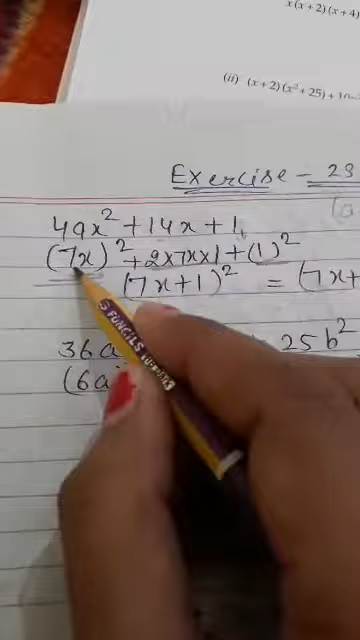 x(x+2)(x+4)
(ii) (x+2)(x²+25)+10
Exercise - 23
49x² + 14x + 1
(7x)² + 2×7x×1 + (1)²
(7x+1)² = (7x+
36a 25b²
(6a
FUNCILS